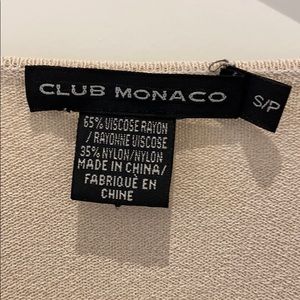 CLUB MONACO
S/P
65% VISCOSE RAYON
/ RAYONNE VISCOSE
35% NYLON/NYLON
MADE IN CHINA/
FABRIQUÉ EN
CHINE